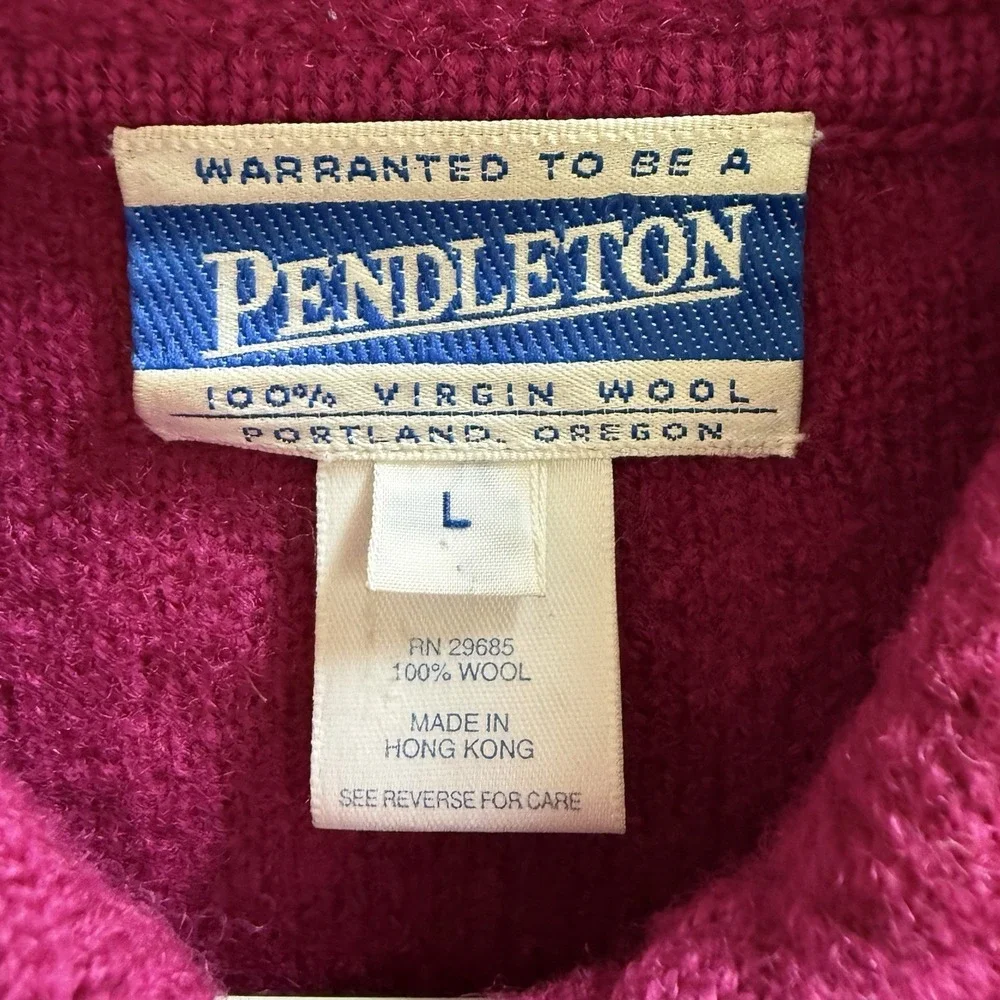 WARRANTED TO BE A
PENDLETON
100% VIRGIN WOOL
PORTLAND, OREGON
L
RN 29685
100% WOOL
MADE IN
HONG KONG
SEE REVERSE FOR CARE